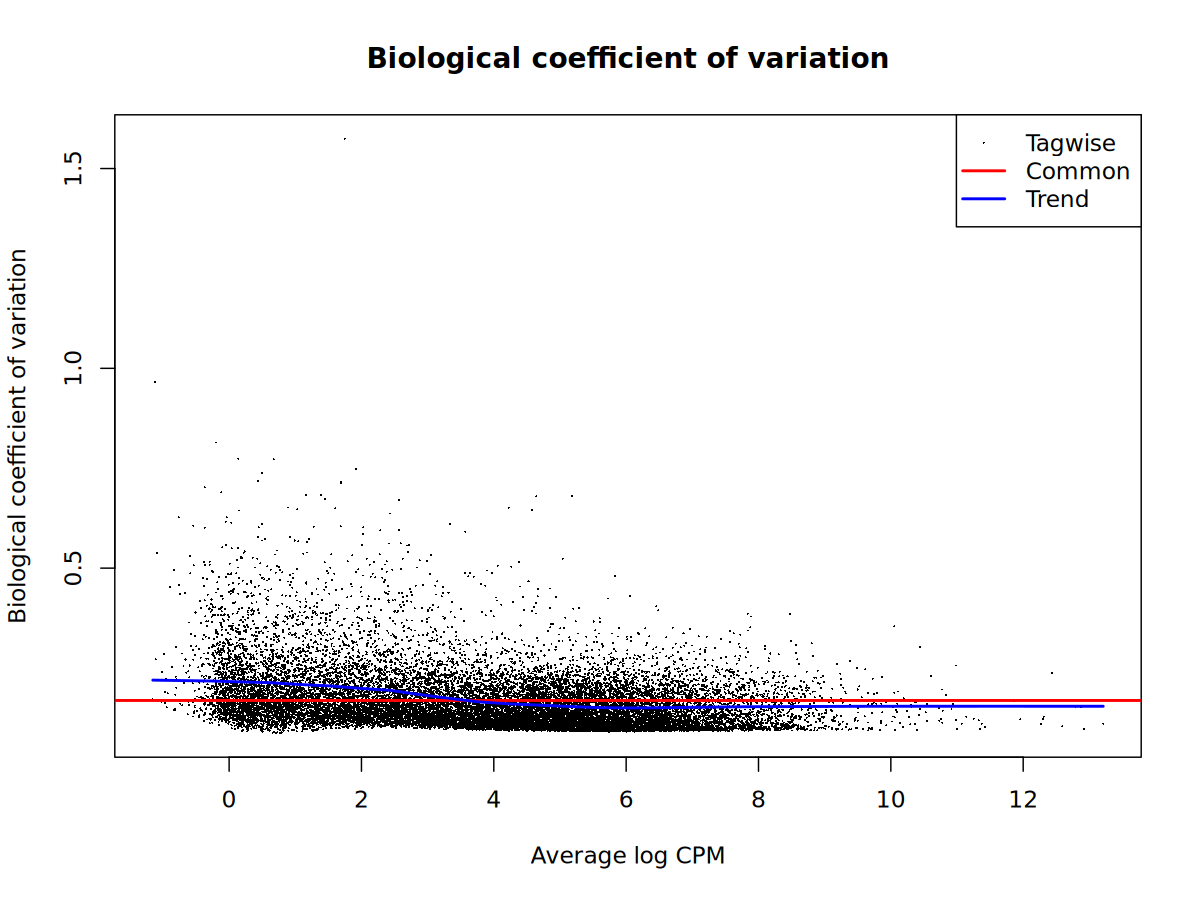 Biological coefficient of variation
Tagwise
Common
Trend
Biological coefficient of variation
1.5
1.0
0.5
0 2 4 6 8 10 12
Average log CPM